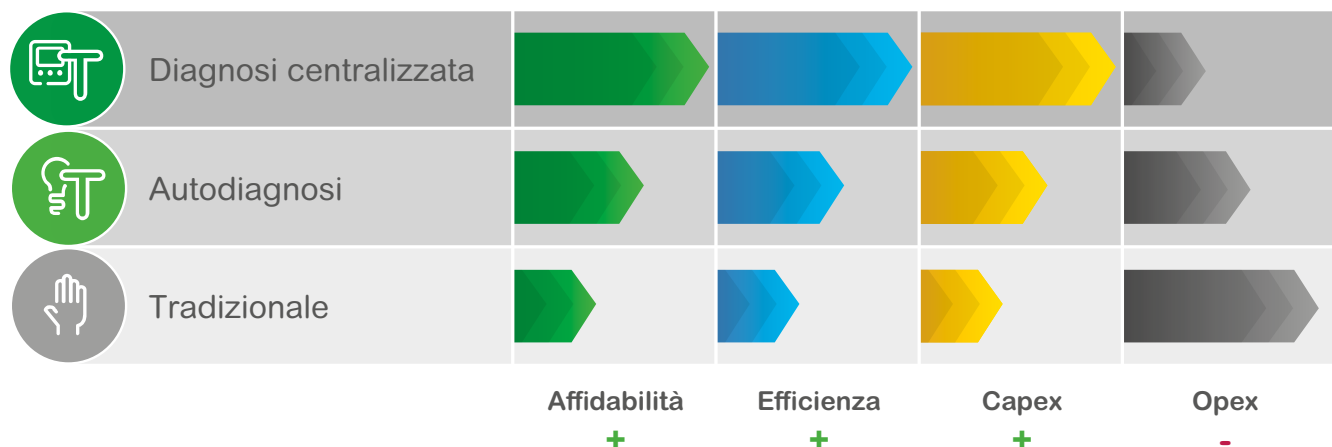 Diagnosi centralizzata
Autodiagnosi
Tradizionale
Affidabilità Efficienza Capex Opex
+ + + -